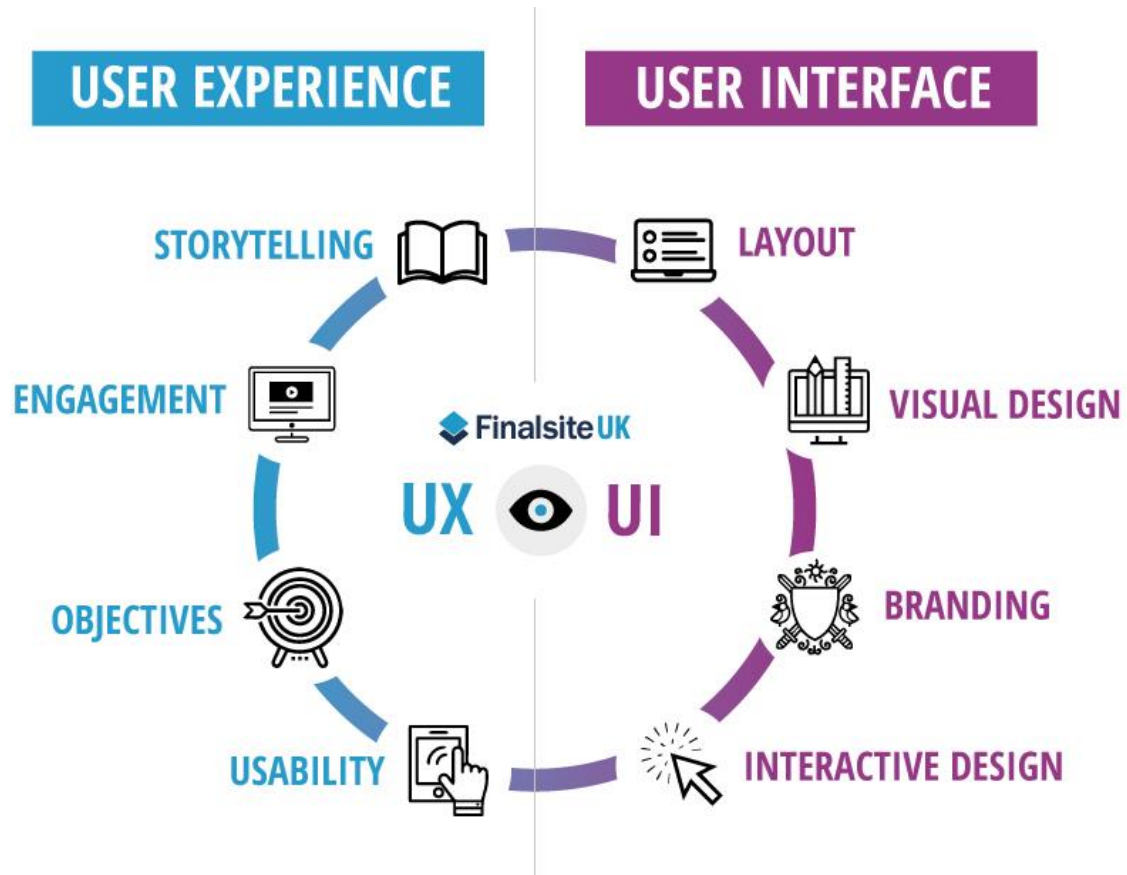 USER EXPERIENCE
USER INTERFACE
STORYTELLING
LAYOUT
ENGAGEMENT
VISUAL DESIGN
Finalsite UK
UX
UI
OBJECTIVES
BRANDING
USABILITY
INTERACTIVE DESIGN